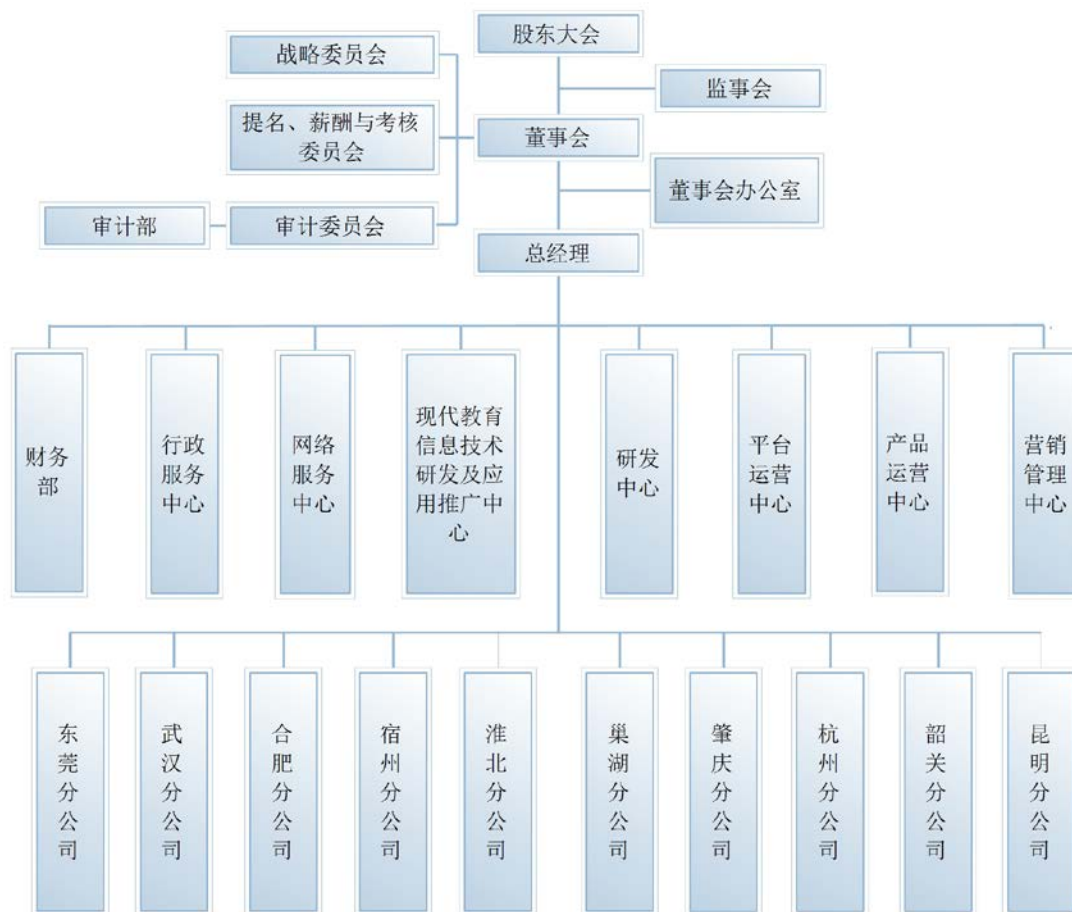 股东大会
战略委员会
监事会
提名、薪酬与考核
委员会
董事会
董事会办公室
审计部
审计委员会
总经理
财务
部
行政
服务
中心
网络
服务
中心
现代教育
信息技术
研发及应
用推广中
心
研发
中心
平台
运营
中心
产品
运营
中心
营销
管理
中心
东莞分公司
武汉分公司
合肥分公司
宿州分公司
淮北分公司
巢湖分公司
肇庆分公司
杭州分公司
韶关分公司
昆明分公司